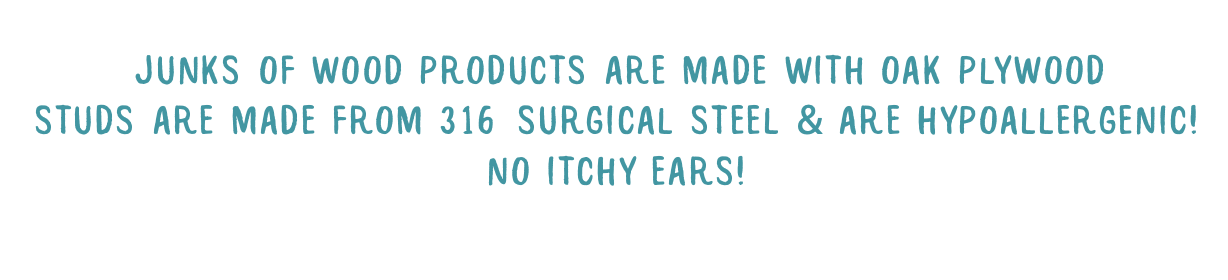 JUNKS OF WOOD PRODUCTS ARE MADE WITH OAK PLYWOOD
STUDS ARE MADE FROM 316 SURGICAL STEEL & ARE HYPOALLERGENIC!
NO ITCHY EARS!